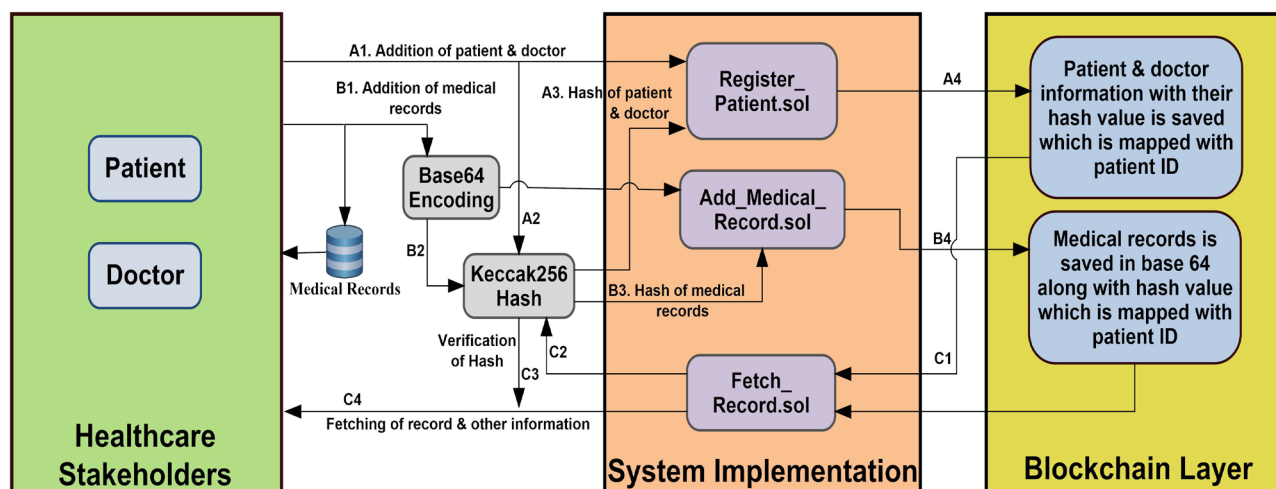 Patient
Doctor
Healthcare
Stakeholders
A1. Addition of patient & doctor
B1. Addition of medical
records
Medical Records
Base64
Encoding
B2
A2
Keccak256
Hash
Verification
of Hash
C3
C2
C4
Fetching of record & other information
A3. Hash of patient
& doctor
B3. Hash of medical
records
Register_
Patient.sol
Add_Medical_
Record.sol
Fetch_
Record.sol
System Implementation
A4
B4
C1
Patient & doctor
information with their
hash value is saved
which is mapped with
patient ID
Medical records is
saved in base 64
along with hash value
which is mapped with
patient ID
Blockchain Layer